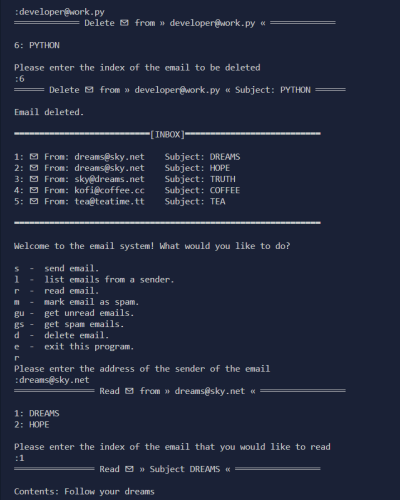 :developer@work.py
═════════════ Delete ✉ from » developer@work.py « ═════════════
6: PYTHON
Please enter the index of the email to be deleted
:6
══════ Delete ✉ from » developer@work.py « Subject: PYTHON ══════
Email deleted.
═══════════════════════════[INBOX]═══════════════════════════
1: ✉ From: dreams@sky.net    Subject: DREAMS
2: ✉ From: dreams@sky.net    Subject: HOPE
3: ✉ From: sky@dreams.net    Subject: TRUTH
4: ✉ From: kofi@coffee.cc    Subject: COFFEE
5: ✉ From: tea@teatime.tt    Subject: TEA
═════════════════════════════════════════════════════════════
Welcome to the email system! What would you like to do?
s  -  send email.
l  -  list emails from a sender.
r  -  read email.
m  -  mark email as spam.
gu -  get unread emails.
gs -  get spam emails.
d  -  delete email.
e  -  exit this program.
r
Please enter the address of the sender of the email
:dreams@sky.net
════════════════ Read ✉ from » dreams@sky.net « ═════════════════
1: DREAMS
2: HOPE
Please enter the index of the email that you would like to read
:1
════════════════ Read ✉ » Subject DREAMS « ═════════════════
Contents: Follow your dreams